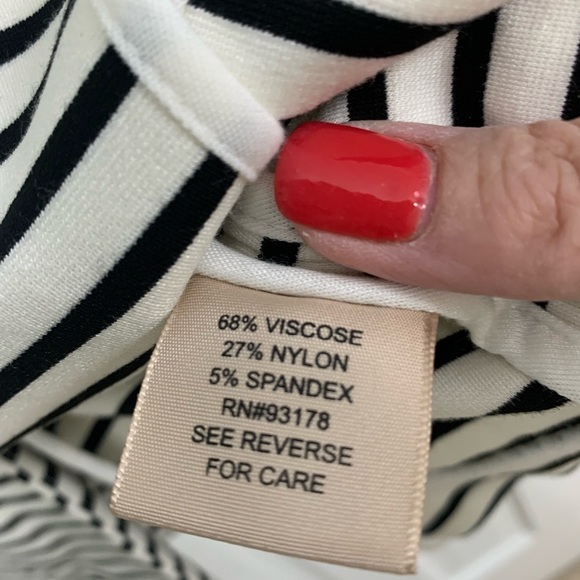 68% VISCOSE
27% NYLON
5% SPANDEX
RN#93178
SEE REVERSE
FOR CARE